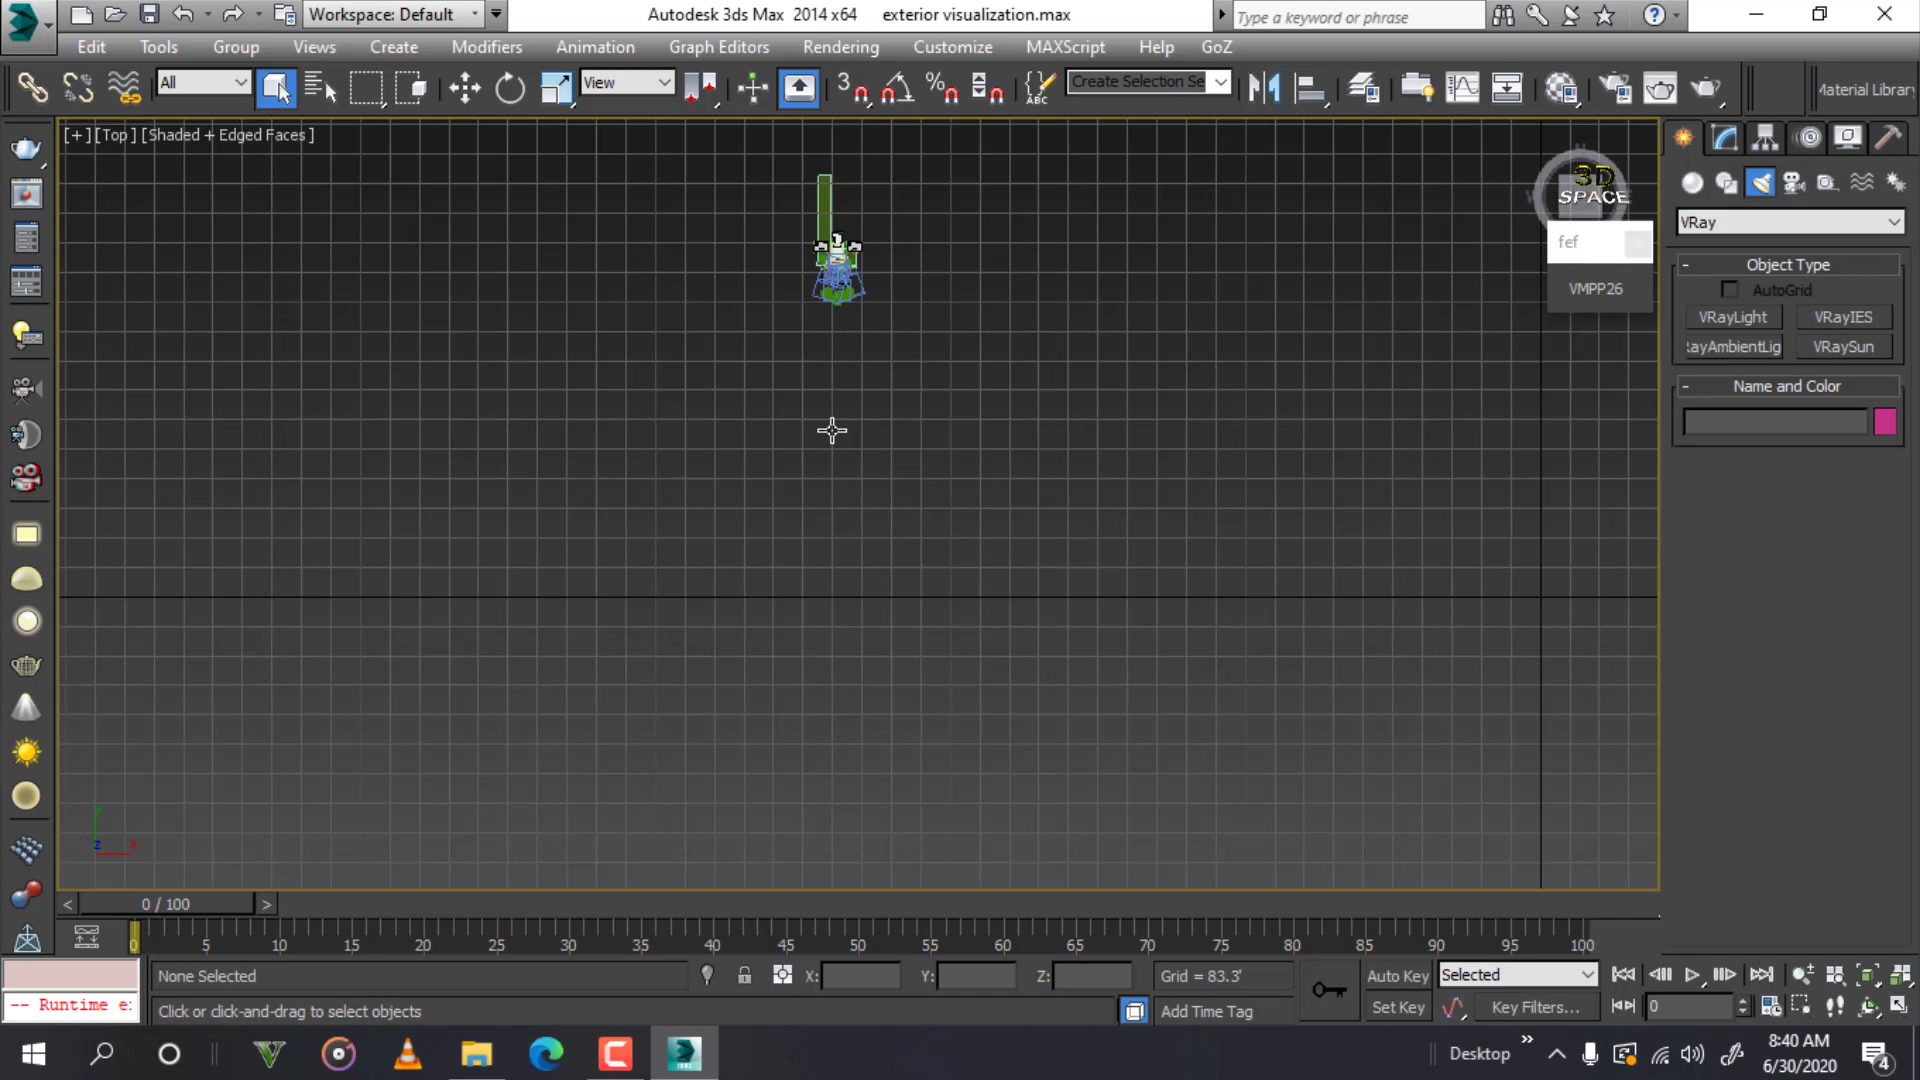 Workspace: Default
Autodesk 3ds Max 2014 x64 exterior visualization.max
Type a keyword or phrase
Edit Tools Group Views Create Modifiers Animation Graph Editors Rendering Customize MAXScript Help GoZ
All
View
3
ABC
Create Selection Se
Material Library
[+] [Top] [Shaded + Edged Faces]
3D
SPACE
fef
VMPP26
VRay
- Object Type
AutoGrid
VRayLight VRayIES
RayAmbientLig VRaySun
- Name and Color
y
z x
< 0 / 100 >
0 5 10 15 20 25 30 35 40 45 50 55 60 65 70 75 80 85 90 95 100
None Selected X: Y: Z: Grid = 83.3' Auto Key Selected
-- Runtime e: Click or click-and-drag to select objects Add Time Tag Set Key Key Filters... 0
Desktop
8:40 AM
6/30/2020
4